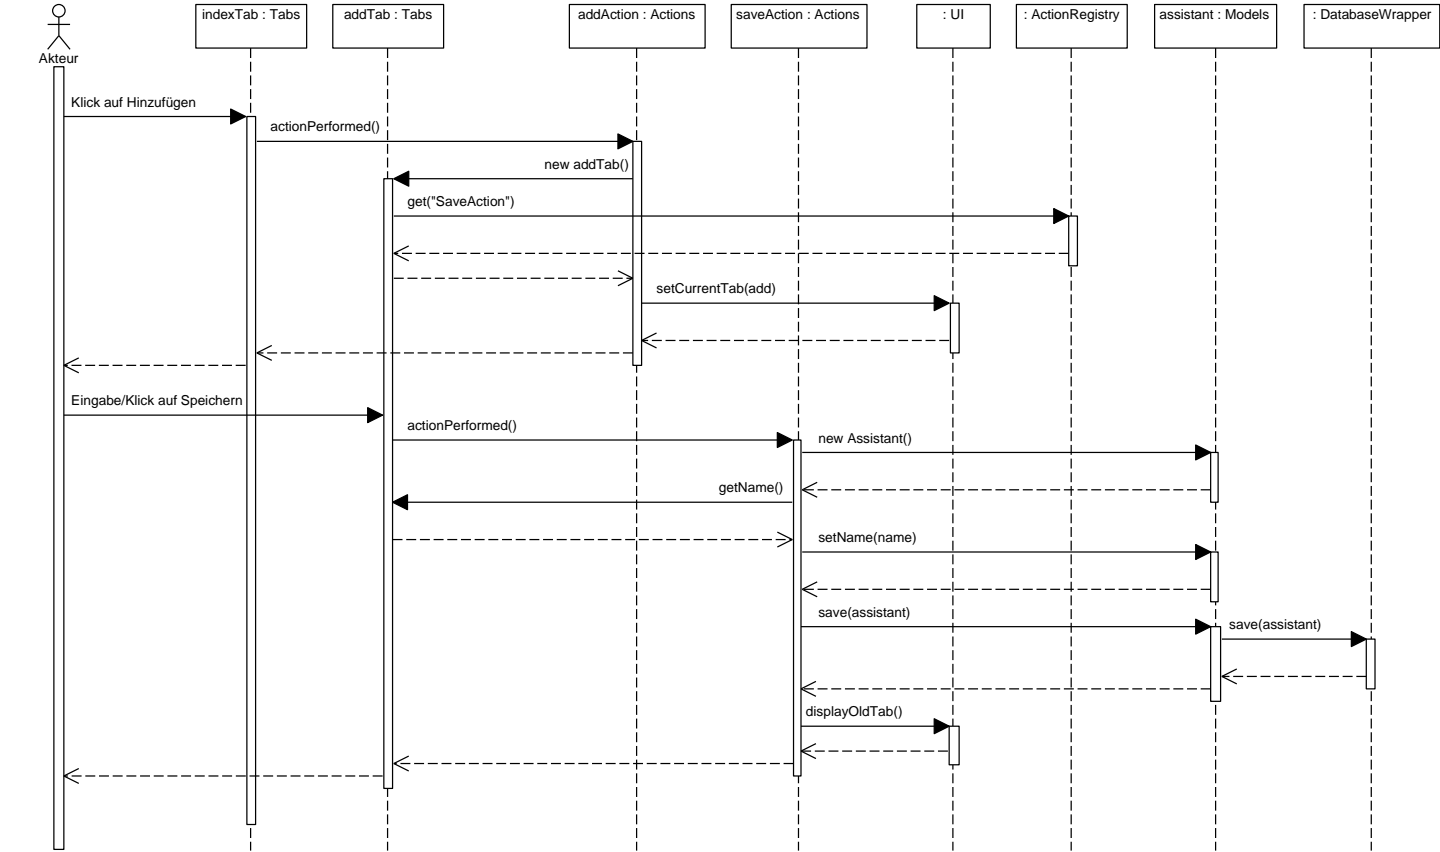 indexTab : Tabs
addTab : Tabs
addAction : Actions
saveAction : Actions
: UI
: ActionRegistry
assistant : Models
: DatabaseWrapper
Akteur
Klick auf Hinzufügen
actionPerformed()
new addTab()
get("SaveAction")
setCurrentTab(add)
Eingabe/Klick auf Speichern
actionPerformed()
new Assistant()
getName()
setName(name)
save(assistant)
save(assistant)
displayOldTab()